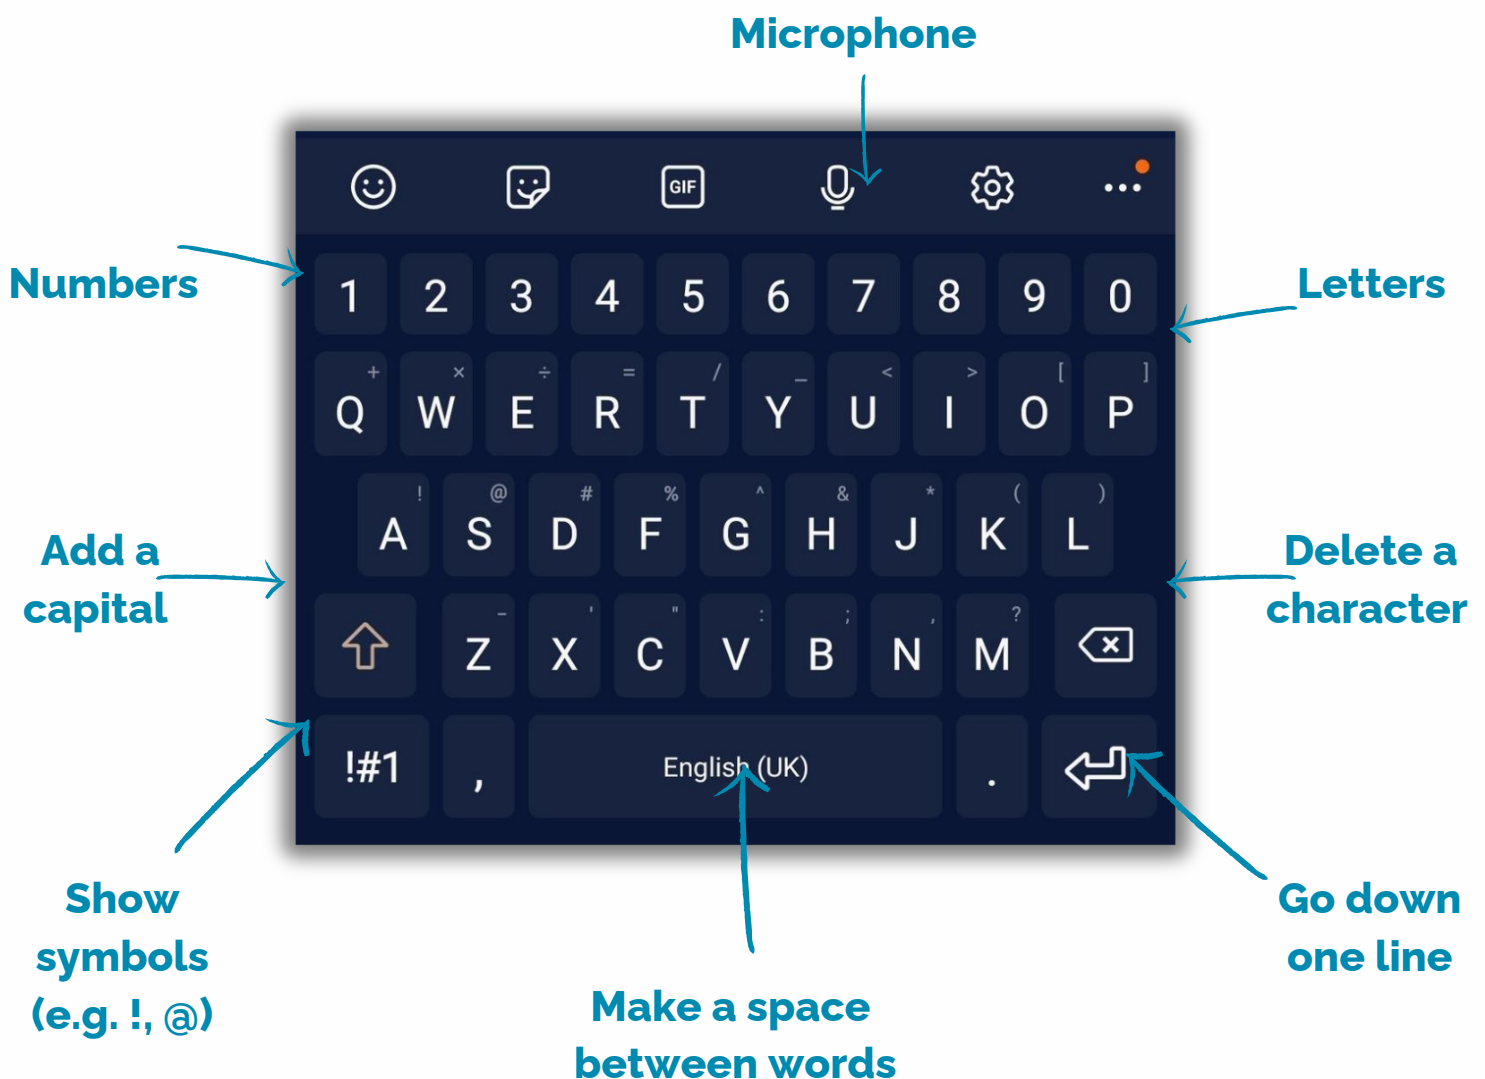 Microphone
GIF
Numbers
1 2 3 4 5 6 7 8 9 0
Letters
+ × ÷ = / _ < > [ ]
Q W E R T Y U I O P
! @ # % ^ & * ( )
A S D F G H J K L
Add a
capital
Delete a
character
- ' " : ; , ?
Z X C V B N M
!#1 , English (UK) .
Show
symbols
(e.g. !, @)
Make a space
between words
Go down
one line